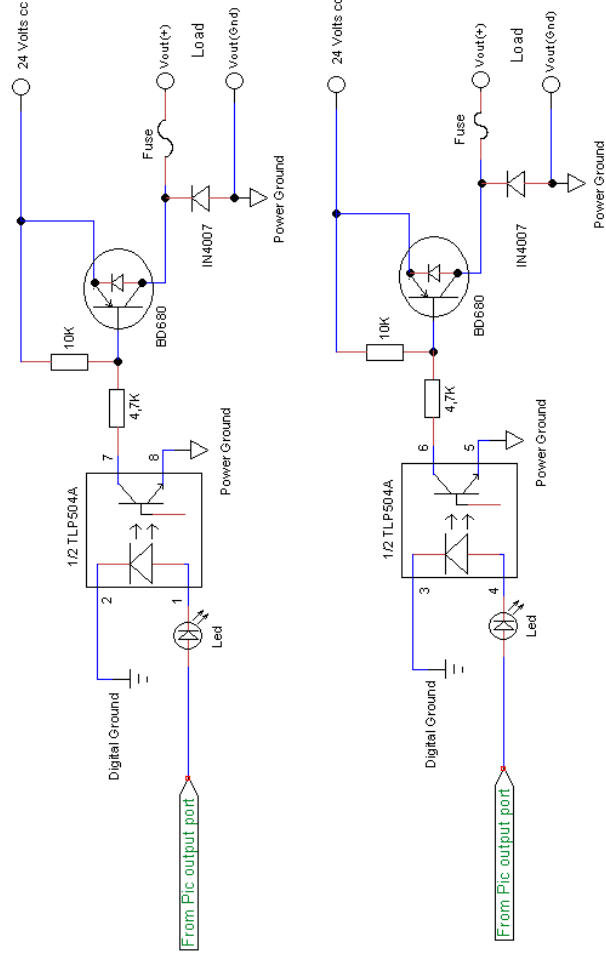 24 Volts cc
Vout(+)
Load
Vout(Gnd)
Fuse
IN4007
Power Ground
BD680
10K
4,7K
7
8
Power Ground
1/2 TLP504A
2
1
Led
Digital Ground
From Pic output port
24 Volts cc
Vout(+)
Load
Vout(Gnd)
Fuse
IN4007
Power Ground
BD680
10K
4,7K
6
5
Power Ground
1/2 TLP504A
3
4
Led
Digital Ground
From Pic output port